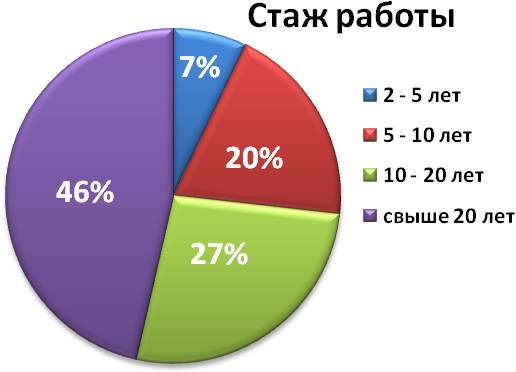 Стаж работы
7%
20%
27%
46%
2 - 5 лет
5 - 10 лет
10 - 20 лет
свыше 20 лет